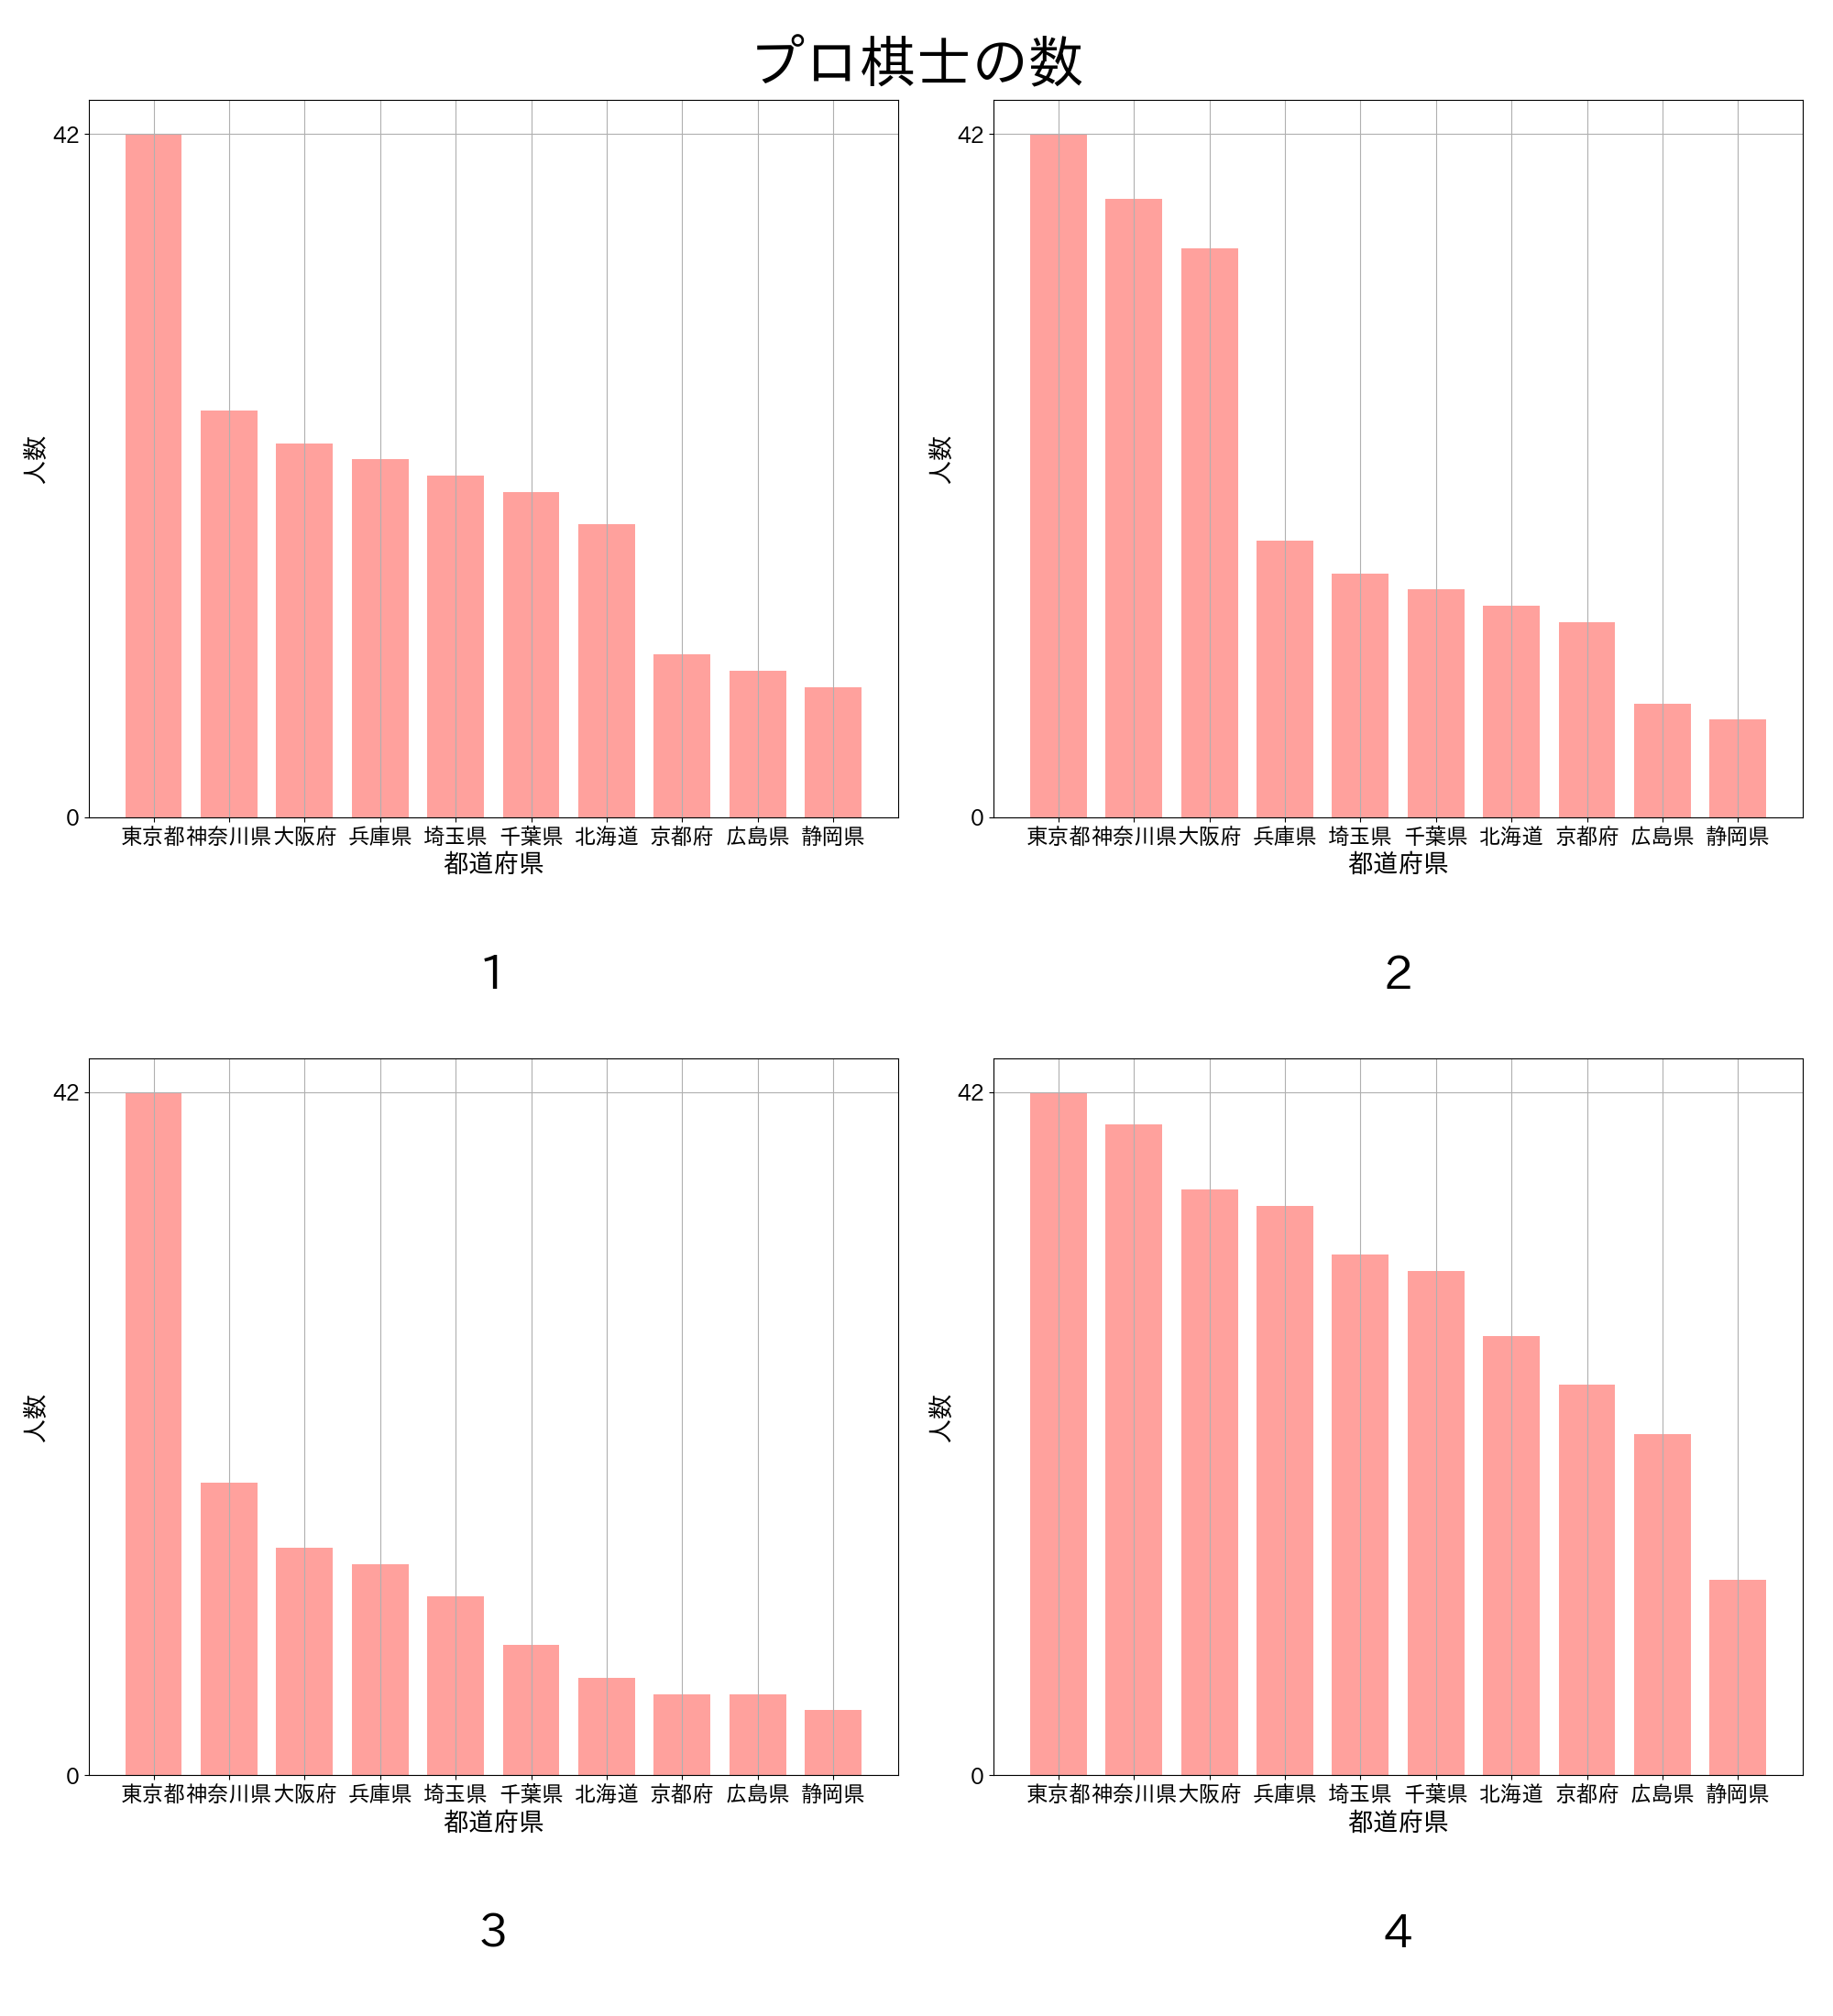 プロ棋士の数
42
0
人数
東京都 神奈川県 大阪府 兵庫県 埼玉県 千葉県 北海道 京都府 広島県 静岡県
都道府県
1
42
0
人数
東京都 神奈川県 大阪府 兵庫県 埼玉県 千葉県 北海道 京都府 広島県 静岡県
都道府県
2
42
0
人数
東京都 神奈川県 大阪府 兵庫県 埼玉県 千葉県 北海道 京都府 広島県 静岡県
都道府県
3
42
0
人数
東京都 神奈川県 大阪府 兵庫県 埼玉県 千葉県 北海道 京都府 広島県 静岡県
都道府県
4